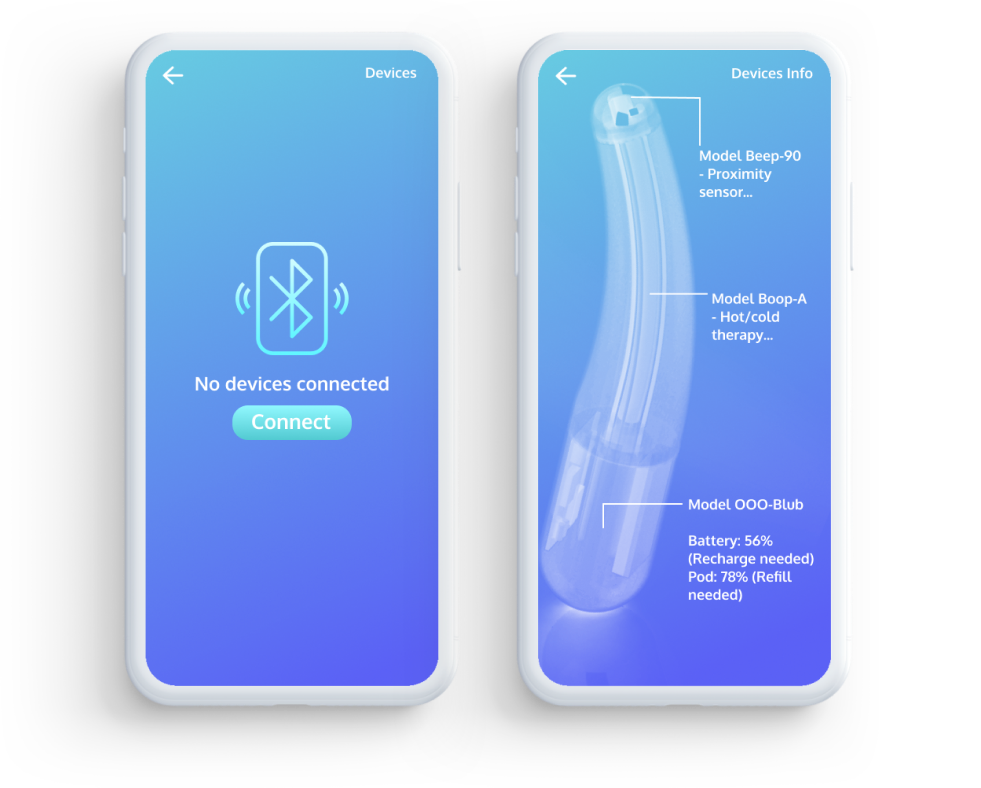 Devices
No devices connected
Connect
Devices Info
Model Beep-90
- Proximity
sensor...
Model Boop-A
- Hot/cold
therapy...
Model OOO-Blub
Battery: 56%
(Recharge needed)
Pod: 78% (Refill
needed)